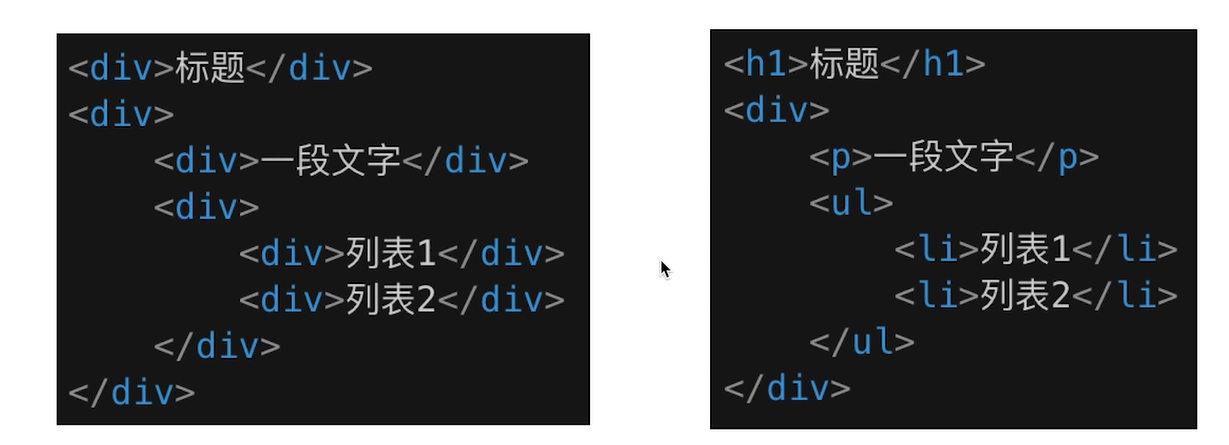 <div>标题</div>
<div>
    <div>一段文字</div>
    <div>
        <div>列表1</div>
        <div>列表2</div>
    </div>
</div>
<h1>标题</h1>
<div>
    <p>一段文字</p>
    <ul>
        <li>列表1</li>
        <li>列表2</li>
    </ul>
</div>